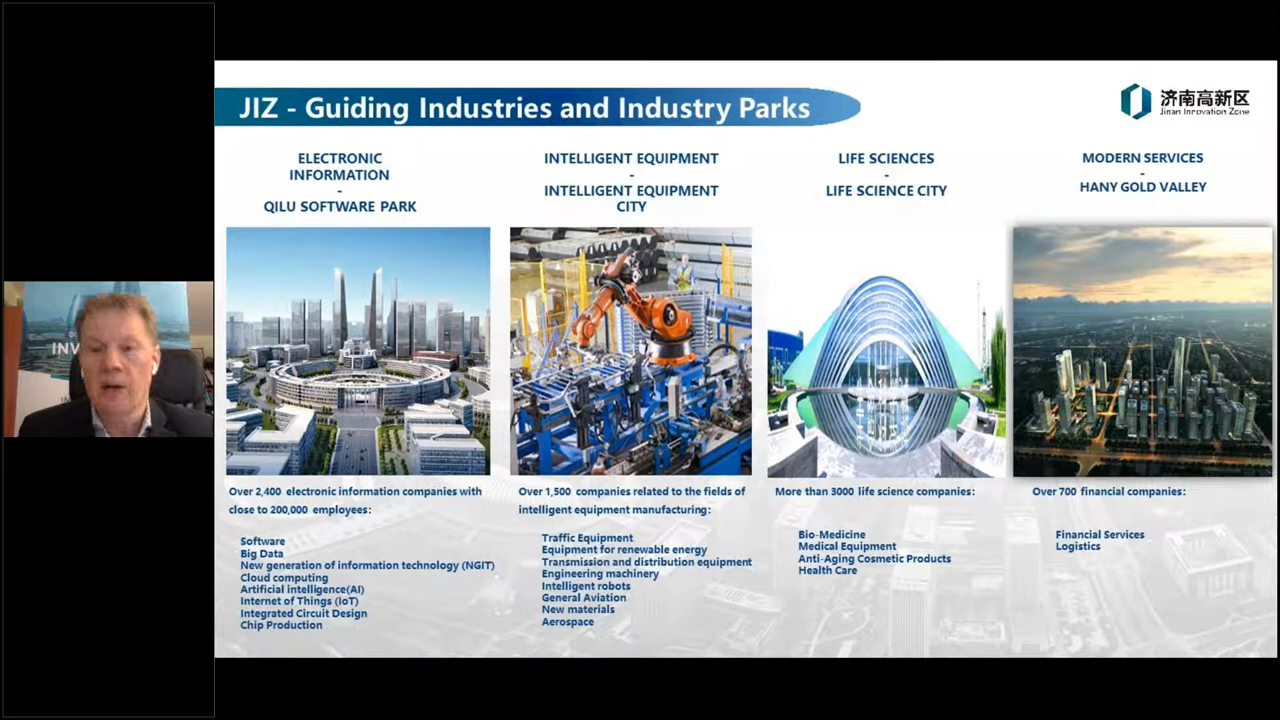 JIZ - Guiding Industries and Industry Parks
济南高新区
Jinan Innovation Zone
ELECTRONIC
INFORMATION
-
QILU SOFTWARE PARK
INTELLIGENT EQUIPMENT
-
INTELLIGENT EQUIPMENT
CITY
LIFE SCIENCES
-
LIFE SCIENCE CITY
MODERN SERVICES
-
HANY GOLD VALLEY
Over 2,400 electronic information companies with
close to 200,000 employees:
Software
Big Data
New generation of information technology (NGIT)
Cloud computing
Artificial intelligence(AI)
Internet of Things (IoT)
Integrated Circuit Design
Chip Production
Over 1,500 companies related to the fields of
intelligent equipment manufacturing:
Traffic Equipment
Equipment for renewable energy
Transmission and distribution equipment
Engineering machinery
Intelligent robots
General Aviation
New materials
Aerospace
More than 3000 life science companies:
Bio-Medicine
Medical Equipment
Anti-Aging Cosmetic Products
Health Care
Over 700 financial companies:
Financial Services
Logistics